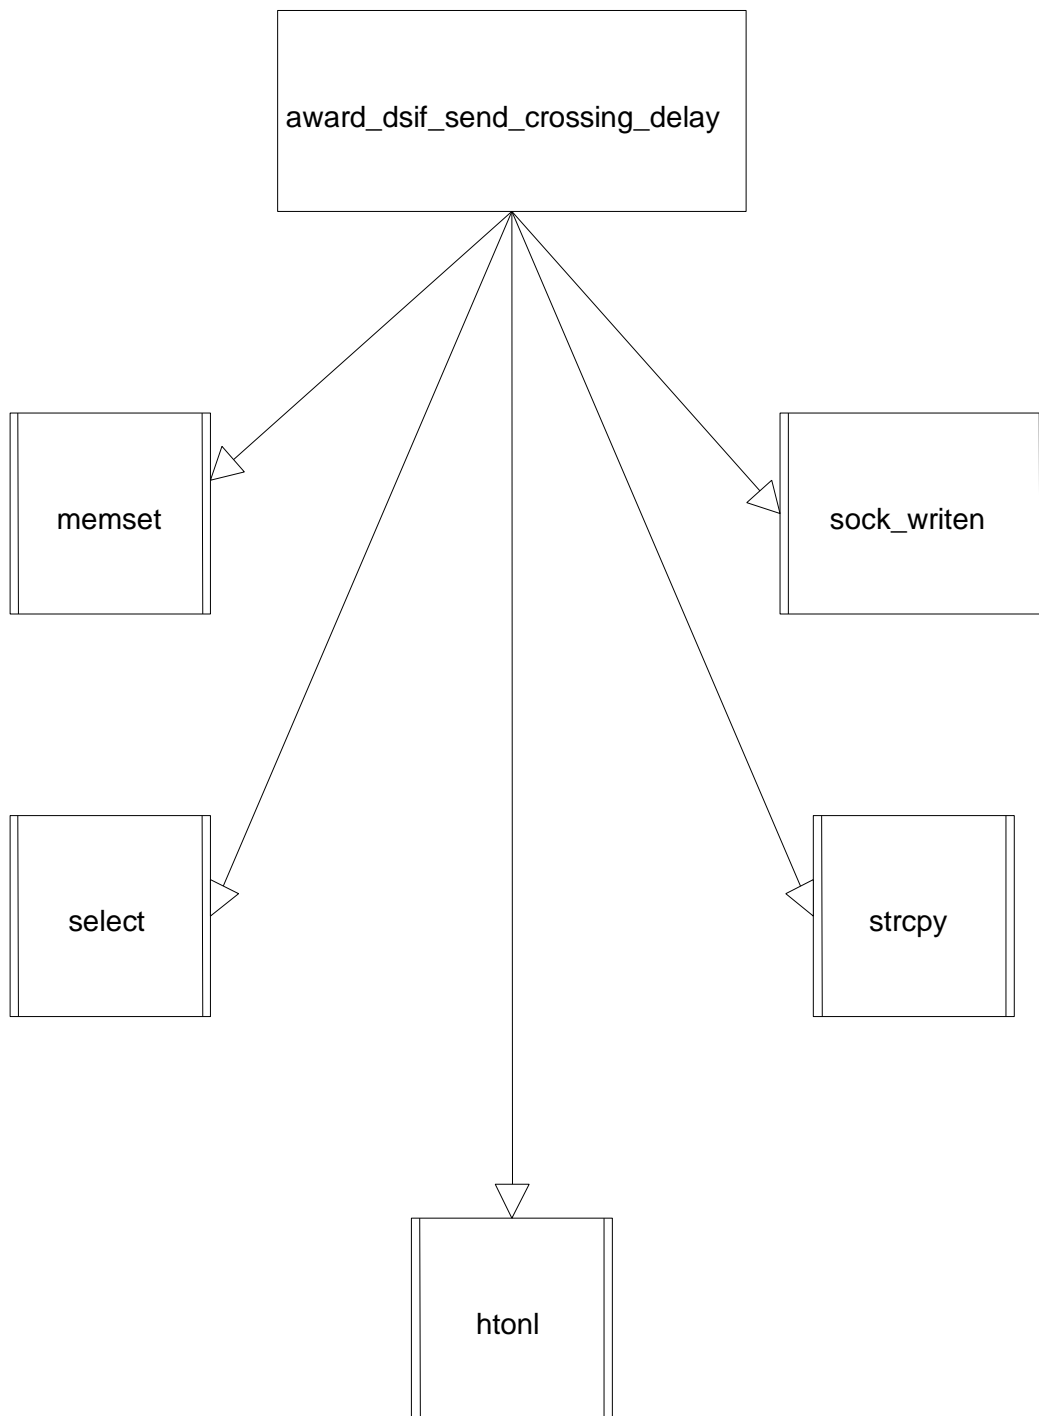 award_dsif_send_crossing_delay
memset
sock_writen
select
strcpy
htonl